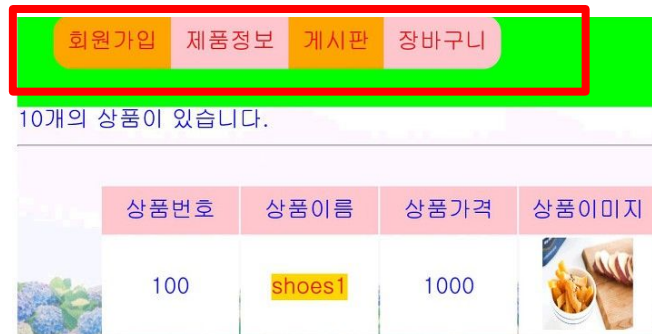 회원가입 제품정보 게시판 장바구니
10개의 상품이 있습니다.
상품번호 상품이름 상품가격 상품이미지
100 shoes1 1000